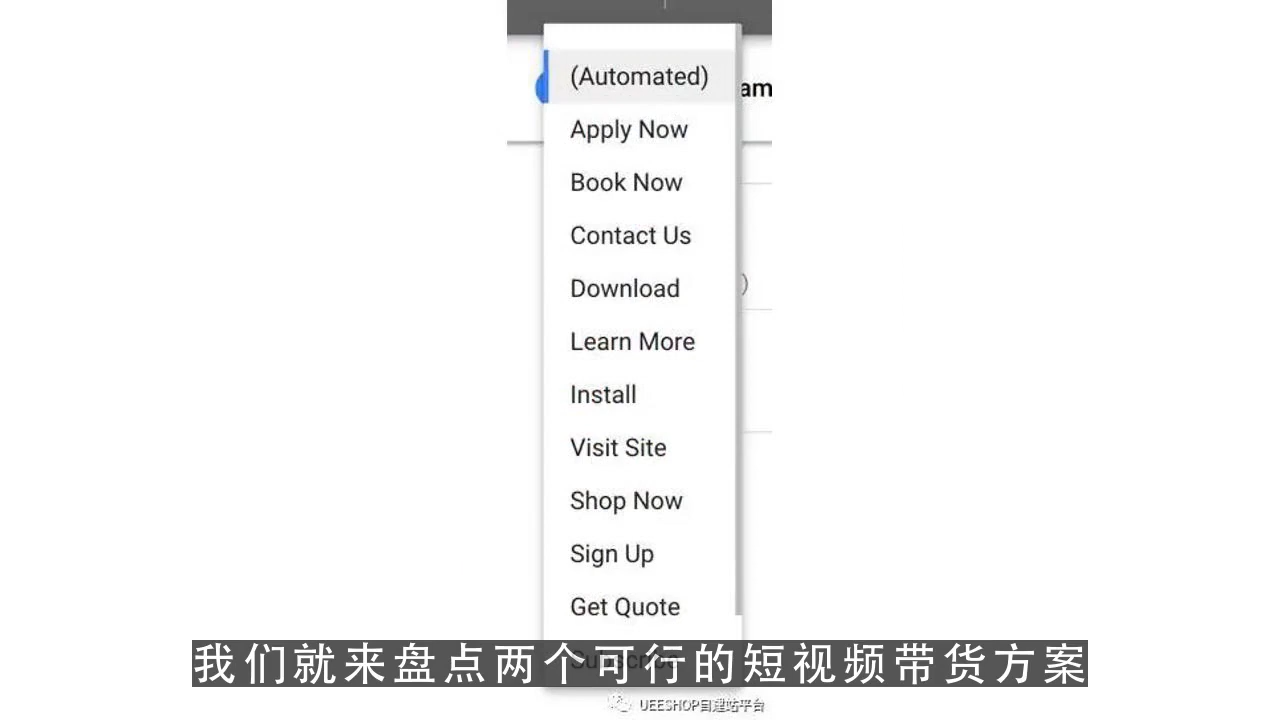 (Automated)
am
Apply Now
Book Now
Contact Us
)
Download
Learn More
Install
Visit Site
Shop Now
Sign Up
Get Quote
Subscribe
我们就来盘点两个可行的短视频带货方案
UEESHOP自建站平台